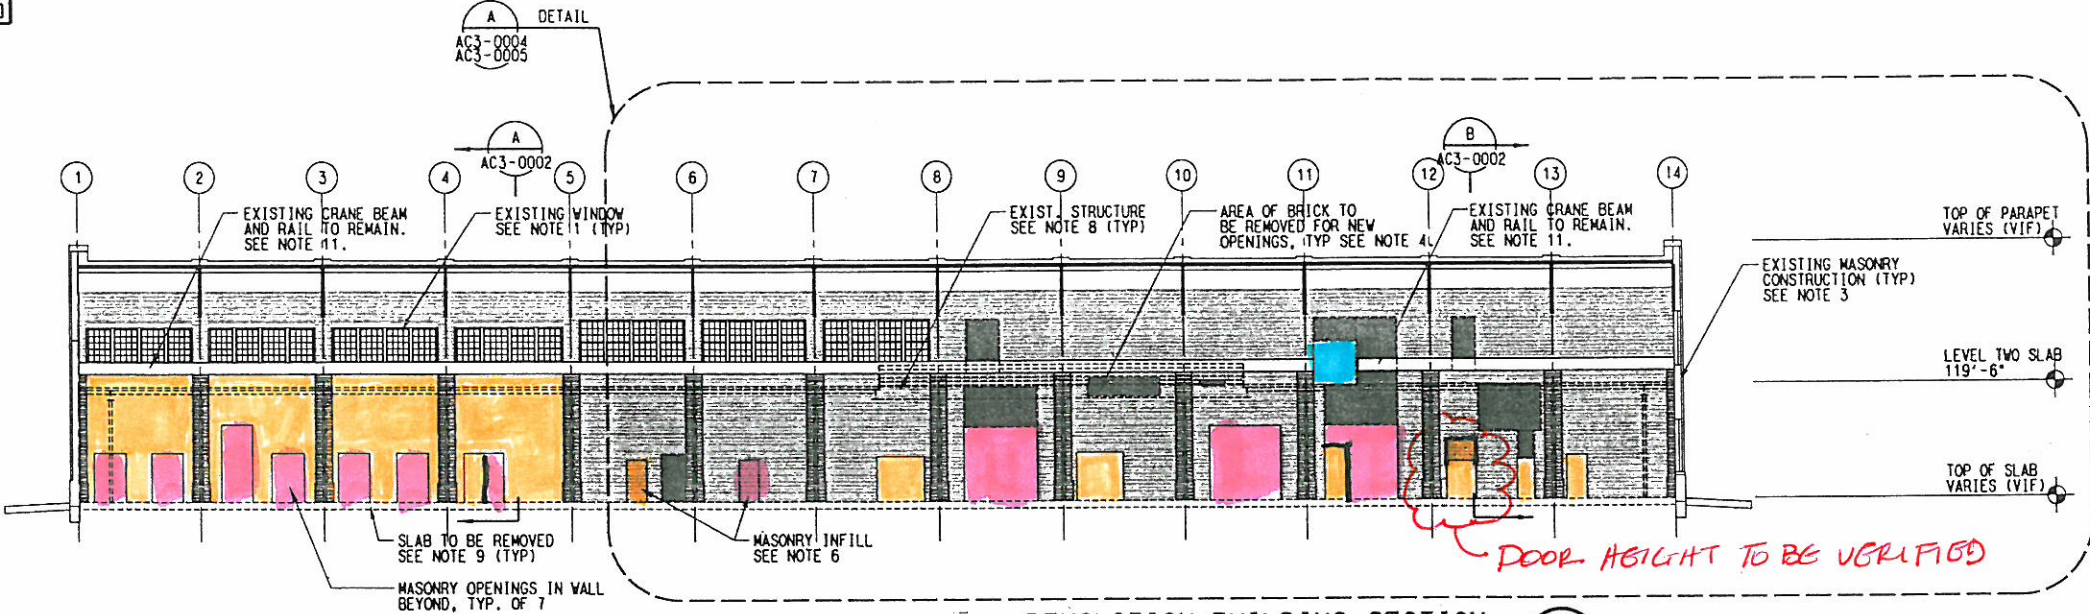 A DETAIL
AC3-0004
AC3-0005
A
AC3-0002
B
AC3-0002
1 2 3 4 5 6 7 8 9 10 11 12 13 14
EXISTING CRANE BEAM
AND RAIL TO REMAIN.
SEE NOTE 11.
EXISTING WINDOW
SEE NOTE 1 (TYP)
EXIST. STRUCTURE
SEE NOTE 8 (TYP)
AREA OF BRICK TO
BE REMOVED FOR NEW
OPENINGS, TYP SEE NOTE 4.
EXISTING CRANE BEAM
AND RAIL TO REMAIN.
SEE NOTE 11.
TOP OF PARAPET
VARIES (VIF)
EXISTING MASONRY
CONSTRUCTION (TYP)
SEE NOTE 3
LEVEL TWO SLAB
119'-6"
TOP OF SLAB
VARIES (VIF)
SLAB TO BE REMOVED
SEE NOTE 9 (TYP)
MASONRY INFILL
SEE NOTE 6
DOOR HEIGHT TO BE VERIFIED
MASONRY OPENINGS IN WALL
BEYOND, TYP. OF 7